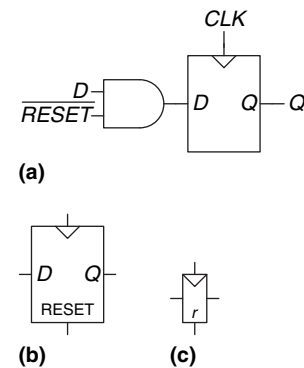 CLK
D
RESET
D Q Q
(a)
D Q
RESET
r
(b) (c)